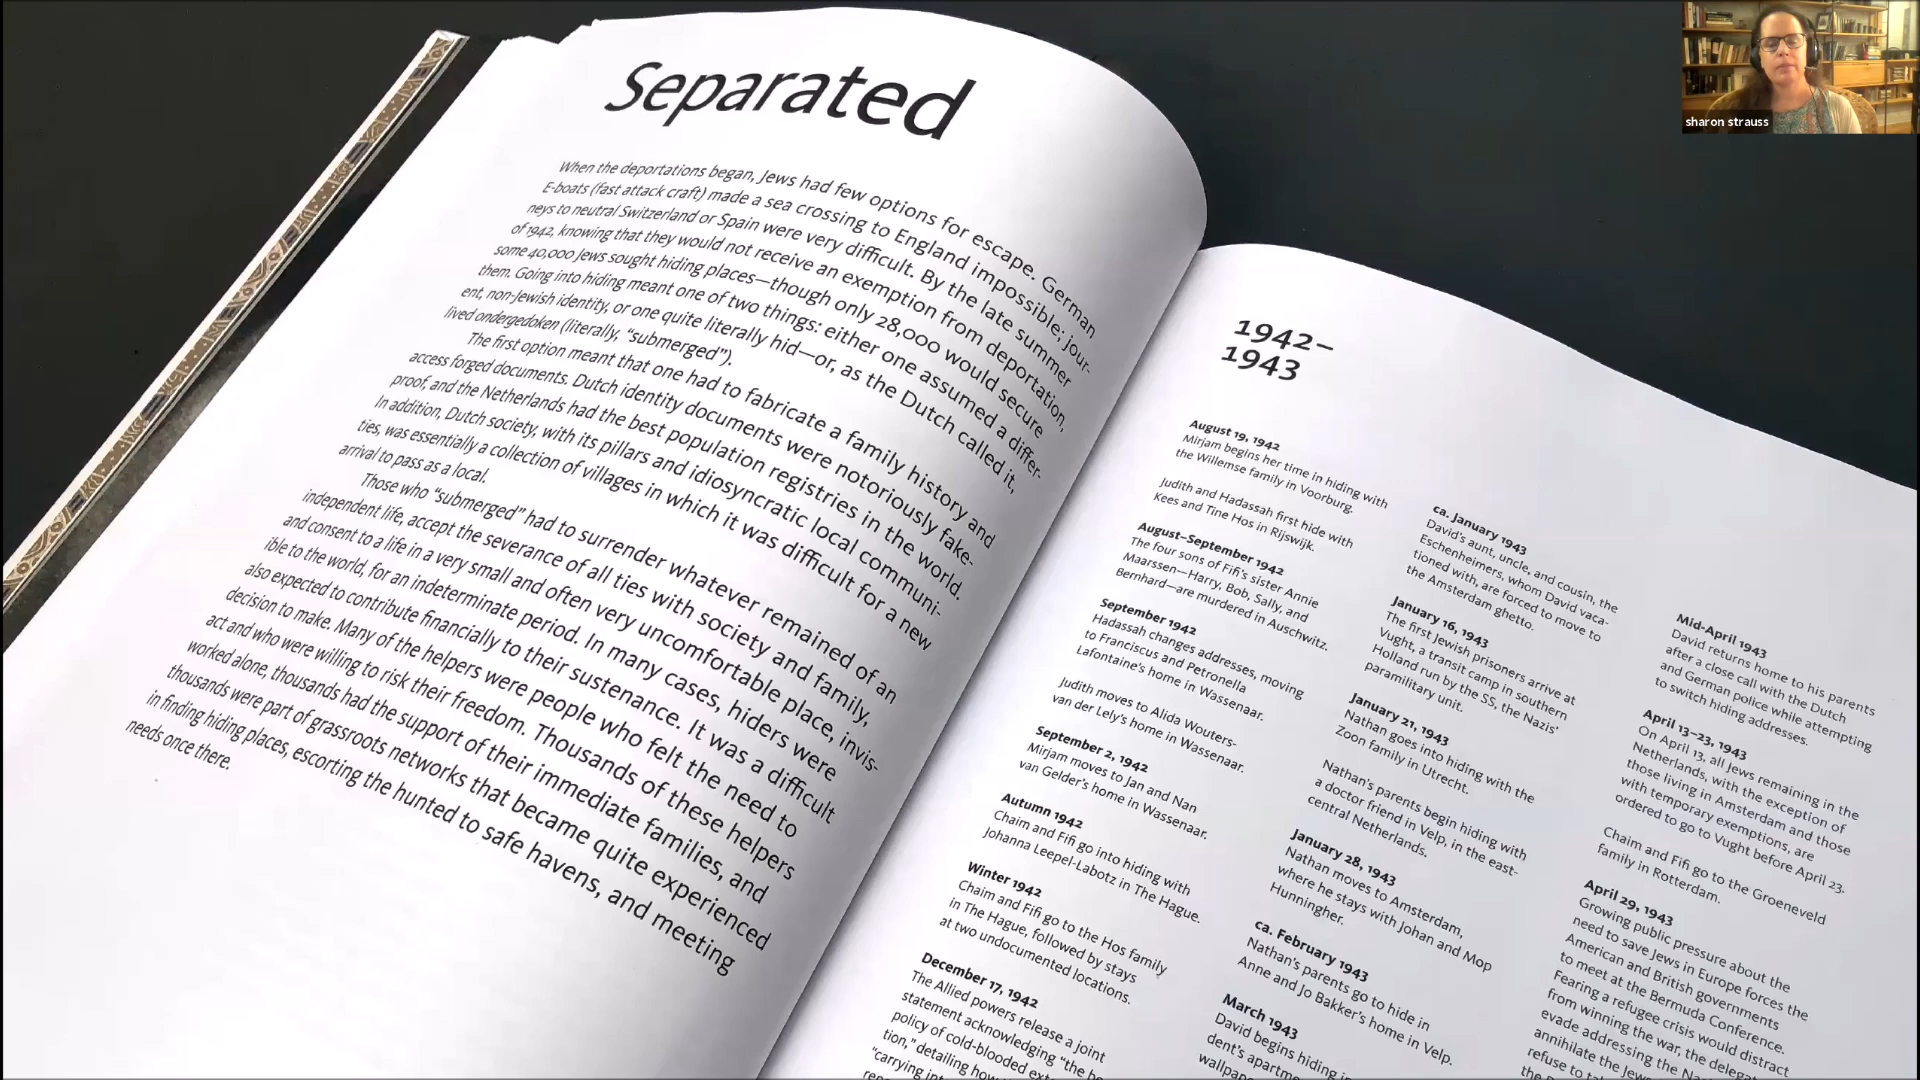 Separated
When the deportations began, Jews had few options for escape. German
E-boats (fast attack craft) made a sea crossing to England impossible; jour-
neys to neutral Switzerland or Spain were very difficult. By the late summer
of 1942, knowing that they would not receive an exemption from deportation,
some 40,000 Jews sought hiding places—though only 28,000 would secure
them. Going into hiding meant one of two things: either one assumed a differ-
ent, non-Jewish identity, or one quite literally hid—or, as the Dutch called it,
lived ondergedoken (literally, “submerged”).
The first option meant that one had to fabricate a family history and
access forged documents. Dutch identity documents were notoriously fake-
proof, and the Netherlands had the best population registries in the world.
In addition, Dutch society, with its pillars and idiosyncratic local communi-
ties, was essentially a collection of villages in which it was difficult for a new
arrival to pass as a local.
Those who “submerged” had to surrender whatever remained of an
independent life, accept the severance of all ties with society and family,
and consent to a life in a very small and often very uncomfortable place, invis-
ible to the world, for an indeterminate period. In many cases, hiders were
also expected to contribute financially to their sustenance. It was a difficult
decision to make. Many of the helpers were people who felt the need to
act and who were willing to risk their freedom. Thousands of these helpers
worked alone, thousands had the support of their immediate families, and
thousands were part of grassroots networks that became quite experienced
in finding hiding places, escorting the hunted to safe havens, and meeting
needs once there.
1942–
1943
August 19, 1942
Mirjam begins her time in hiding with
the Willemse family in Voorburg.
Judith and Hadassah first hide with
Kees and Tine Hos in Rijswijk.
August–September 1942
The four sons of Fifi’s sister Annie
Maarssen—Harry, Bob, Sally, and
Bernhard—are murdered in Auschwitz.
September 1942
Hadassah changes addresses, moving
to Franciscus and Petronella
Lafontaine’s home in Wassenaar.
Judith moves to Alida Wouters-
van der Lely’s home in Wassenaar.
September 2, 1942
Mirjam moves to Jan and Nan
van Gelder’s home in Wassenaar.
Autumn 1942
Chaim and Fifi go into hiding with
Johanna Leepel-Labotz in The Hague.
Winter 1942
Chaim and Fifi go to the Hos family
in The Hague, followed by stays
at two undocumented locations.
December 17, 1942
The Allied powers release a joint
statement acknowledging “the
policy of cold-blooded
tion,” detailing how
“carrying
ca. January 1943
David’s aunt, uncle, and cousin, the
Eschenheimers, whom David vaca-
tioned with, are forced to move to
the Amsterdam ghetto.
January 16, 1943
The first Jewish prisoners arrive at
Vught, a transit camp in southern
Holland run by the SS, the Nazis’
paramilitary unit.
January 21, 1943
Nathan goes into hiding with the
Zoon family in Utrecht.
Nathan’s parents begin hiding with
a doctor friend in Velp, in the east-
central Netherlands.
January 28, 1943
Nathan moves to Amsterdam,
where he stays with Johan and Mop
Hunningher.
ca. February 1943
Nathan’s parents go to hide in
Anne and Jo Bakker’s home in Velp.
March 1943
David begins hiding
dent’s
Mid-April 1943
David returns home to his parents
after a close call with the Dutch
and German police while attempting
to switch hiding addresses.
April 13–23, 1943
On April 13, all Jews remaining in the
Netherlands, with the exception of
those living in Amsterdam and those
with temporary exemptions, are
ordered to go to Vught before April 23.
Chaim and Fifi go to the Groeneveld
family in Rotterdam.
April 29, 1943
Growing public pressure about the
need to save Jews in Europe forces the
American and British governments
to meet at the Bermuda Conference.
Fearing a refugee crisis would distract
from winning the war, the
evade addressing the
annihilate the
refuse to
sharon strauss